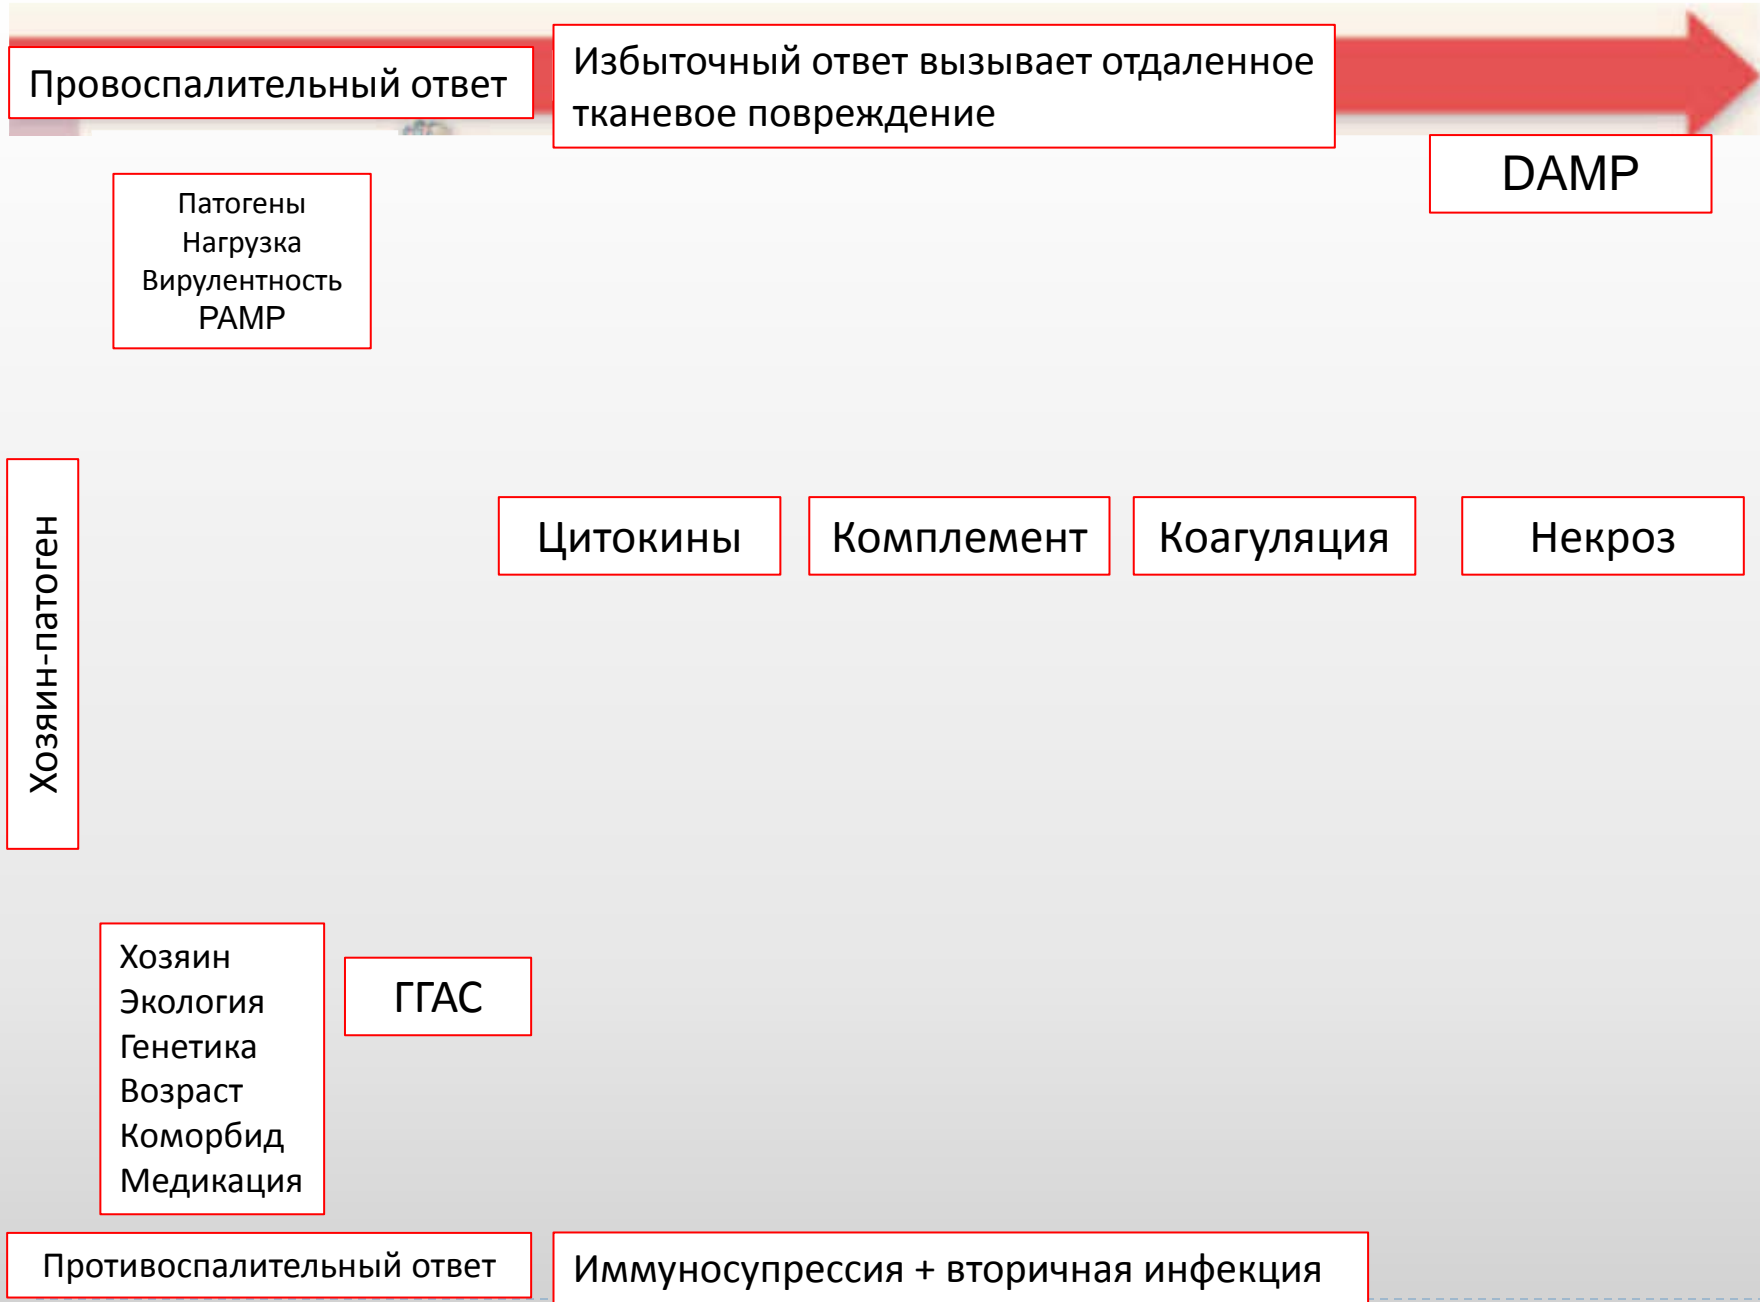 Провоспалительный ответ
Избыточный ответ вызывает отдаленное
тканевое повреждение
DAMP
Патогены
Нагрузка
Вирулентность
PAMP
Хозяин-патоген
Цитокины
Комплемент
Коагуляция
Некроз
Хозяин
Экология
Генетика
Возраст
Коморбид
Медикация
ГГАС
Противоспалительный ответ
Иммуносупрессия + вторичная инфекция